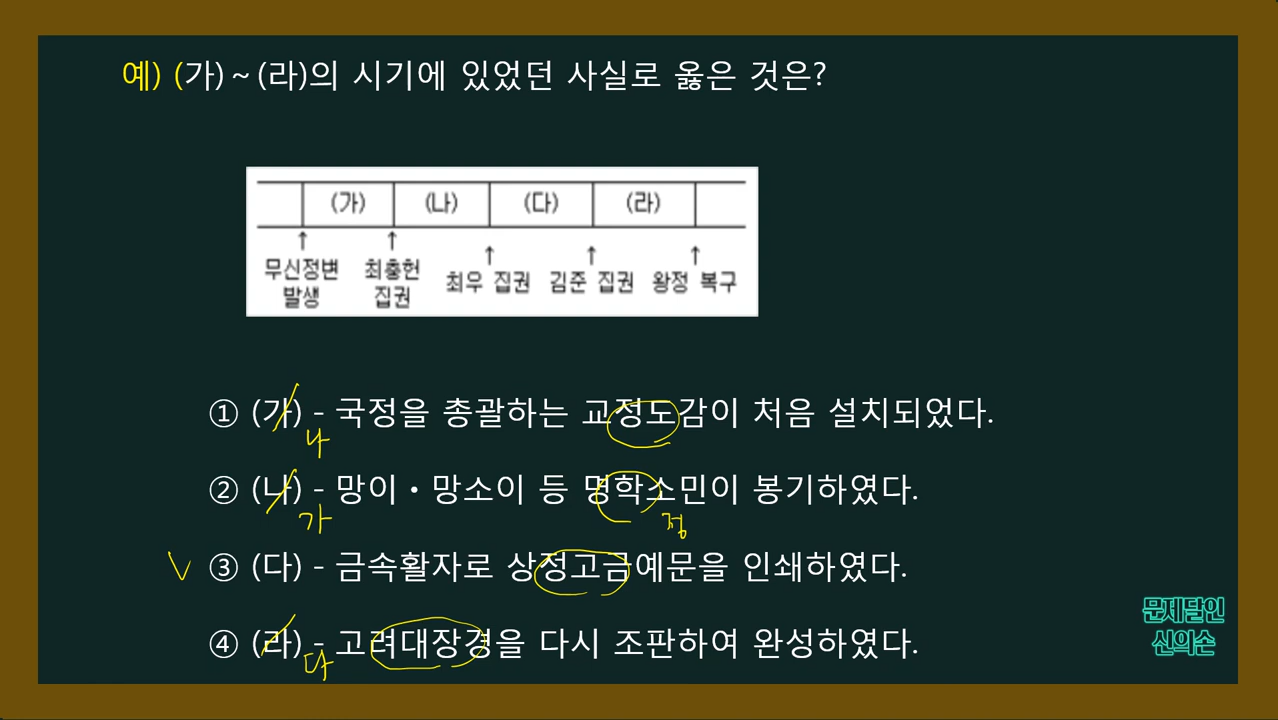 예) (가) ~ (라)의 시기에 있었던 사실로 옳은 것은?
(가) (나) (다) (라)
무신정변 발생
최충헌 집권
최우 집권
김준 집권
왕정 복구
① (가) - 국정을 총괄하는 교정도감이 처음 설치되었다.
나
② (나) - 망이・망소이 등 명학소민이 봉기하였다.
가
정
③ (다) - 금속활자로 상정고금예문을 인쇄하였다.
④ (라) - 고려대장경을 다시 조판하여 완성하였다.
다
문제달인
신의손